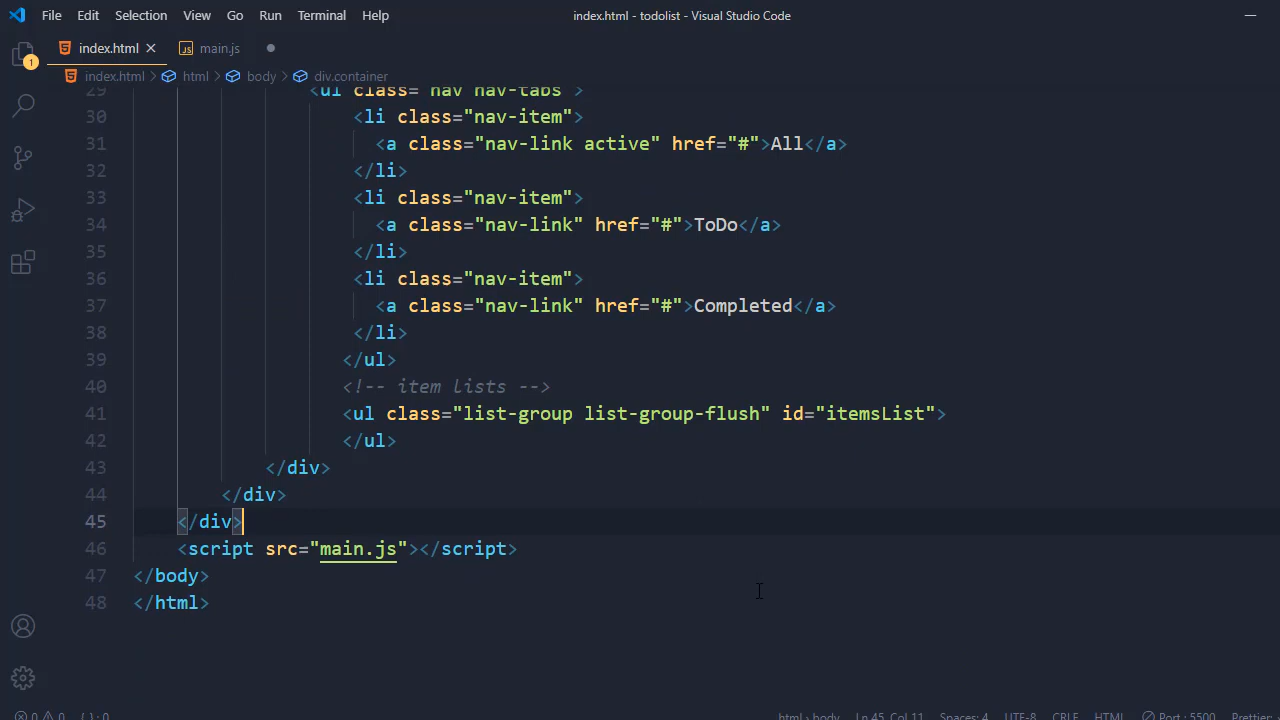 File Edit Selection View Go Run Terminal Help index.html - todolist - Visual Studio Code
index.html main.js
1
index.html > html > body > div.container
29 <ul class="nav nav-tabs">
30 <li class="nav-item">
31 <a class="nav-link active" href="#">All</a>
32 </li>
33 <li class="nav-item">
34 <a class="nav-link" href="#">ToDo</a>
35 </li>
36 <li class="nav-item">
37 <a class="nav-link" href="#">Completed</a>
38 </li>
39 </ul>
40 <!-- item lists -->
41 <ul class="list-group list-group-flush" id="itemsList">
42 </ul>
43 </div>
44 </div>
45 </div>
46 <script src="main.js"></script>
47 </body>
48 </html>
0 0 { } : 0 html > body Ln 45, Col 11 Spaces: 4 UTF-8 CRLF HTML Port : 5500 Prettier